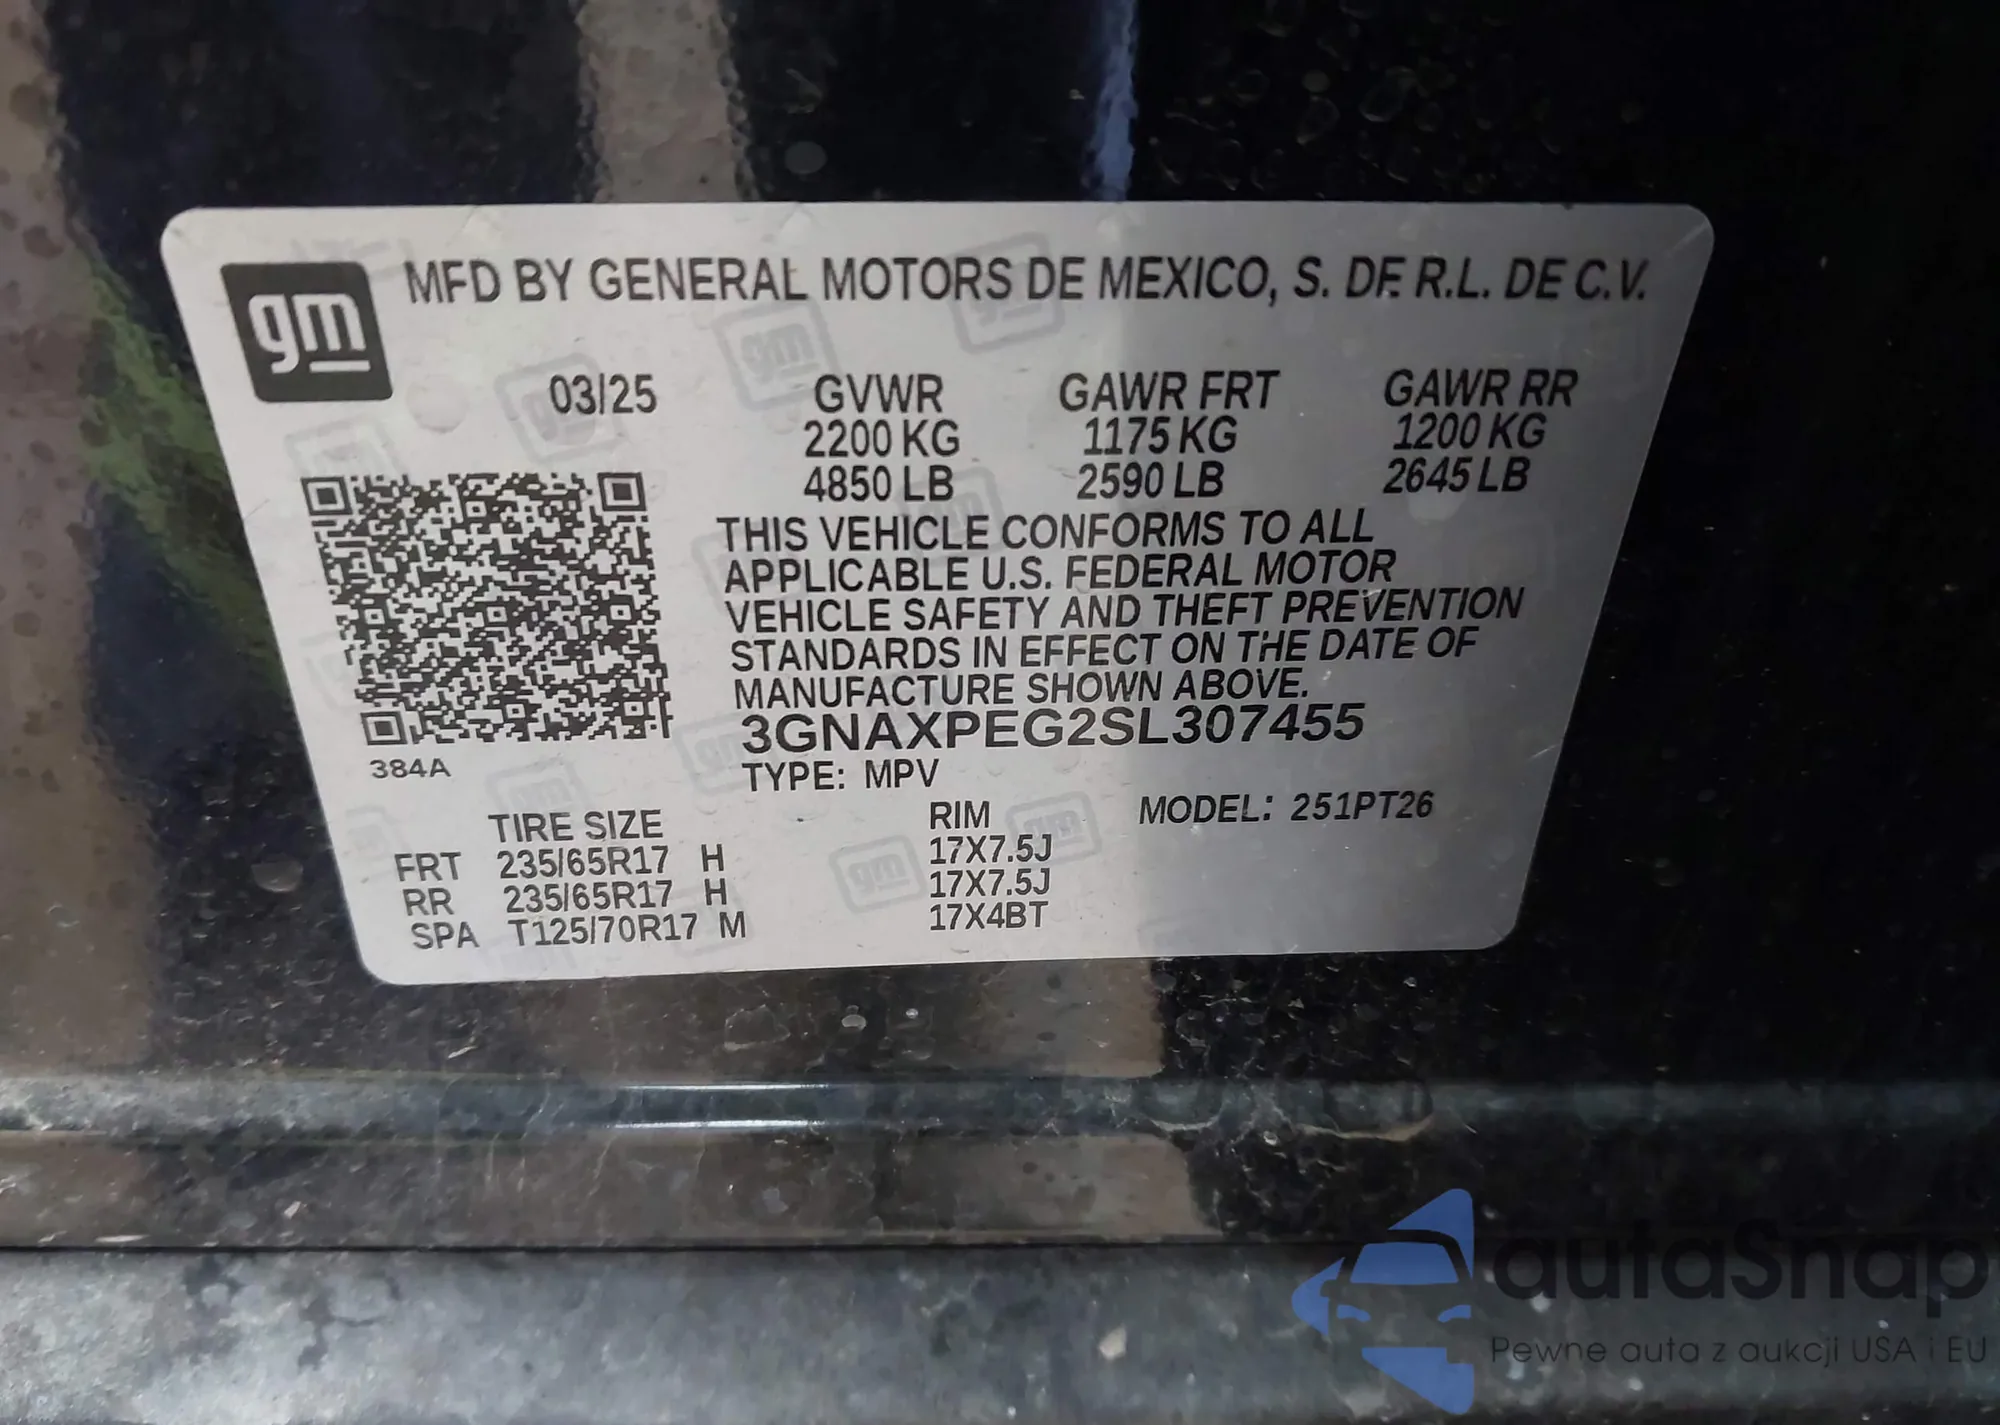 gm
MFD BY GENERAL MOTORS DE MEXICO, S. DE R.L. DE C.V.
03/25 GVWR GAWR FRT GAWR RR
2200 KG 1175 KG 1200 KG
4850 LB 2590 LB 2645 LB
THIS VEHICLE CONFORMS TO ALL
APPLICABLE U.S. FEDERAL MOTOR
VEHICLE SAFETY AND THEFT PREVENTION
STANDARDS IN EFFECT ON THE DATE OF
MANUFACTURE SHOWN ABOVE.
3GNAXPEG2SL307455
384A
TYPE: MPV
TIRE SIZE RIM MODEL: 251PT26
FRT 235/65R17 H 17X7.5J
RR 235/65R17 H 17X7.5J
SPA T125/70R17 M 17X4BT
autaSnap
Pewne auta z aukcji USA i EU